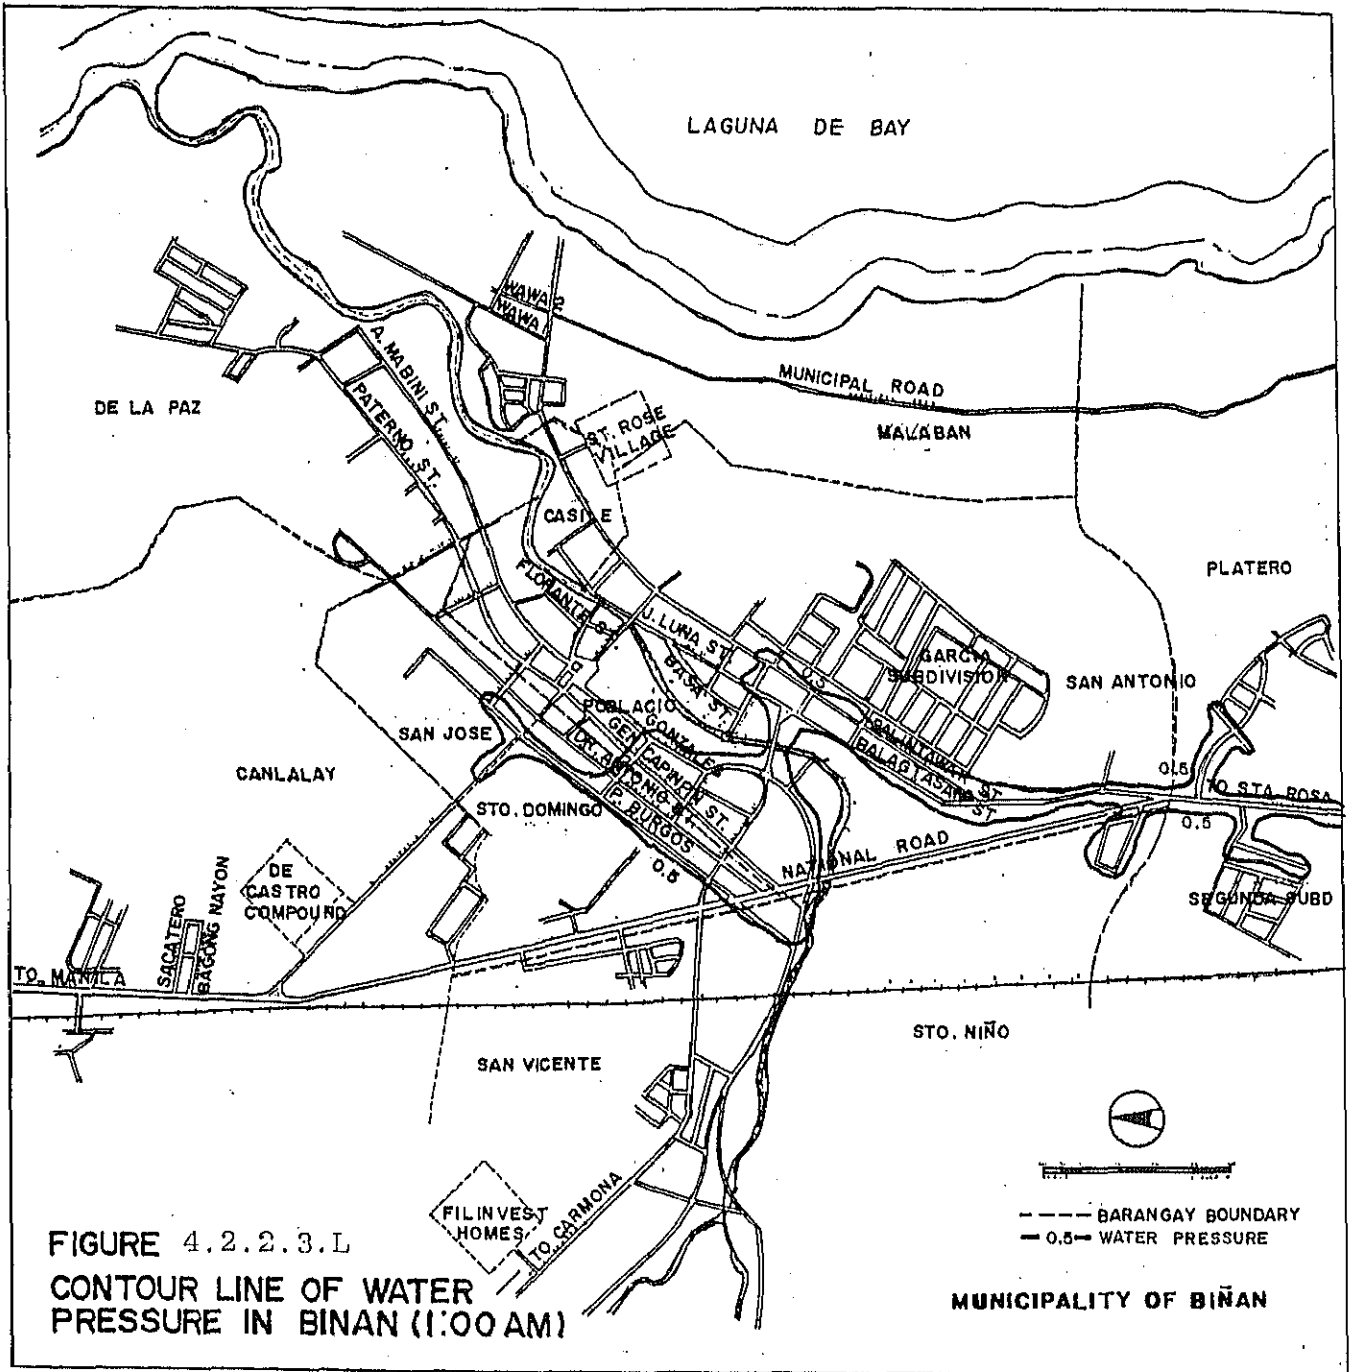 LAGUNA DE BAY
WAWA 2
WAWA 1
A. MABINI ST.
PATERNO ST.
DE LA PAZ
MUNICIPAL ROAD
MALABAN
ST. ROSE
VILLAGE
CASILE
FLORANTE ST.
PLATERO
J. LUNA ST.
BASA ST.
GARCIA
SUBDIVISION
SAN ANTONIO
0.5
POBLACIO
GONZALES
GEN. CAPINPIN ST.
DR. ANTONIO
P. BURGOS
SAN JOSE
BALINTAWAK ST
BALAGTASAN ST
CANLALAY
STO. DOMINGO
0.5
TO STA. ROSA
0.5
NATIONAL ROAD
0.5
DE
CASTRO
COMPOUND
SACATERO
BAGONG NAYON
SEGUNDA SUBD
TO. MANILA
STO. NIÑO
SAN VICENTE
FILINVEST
HOMES
TO CARMONA
BARANGAY BOUNDARY
0.5 WATER PRESSURE
FIGURE 4.2.2.3.L
CONTOUR LINE OF WATER
PRESSURE IN BINAN (1:00 AM)
MUNICIPALITY OF BIÑAN